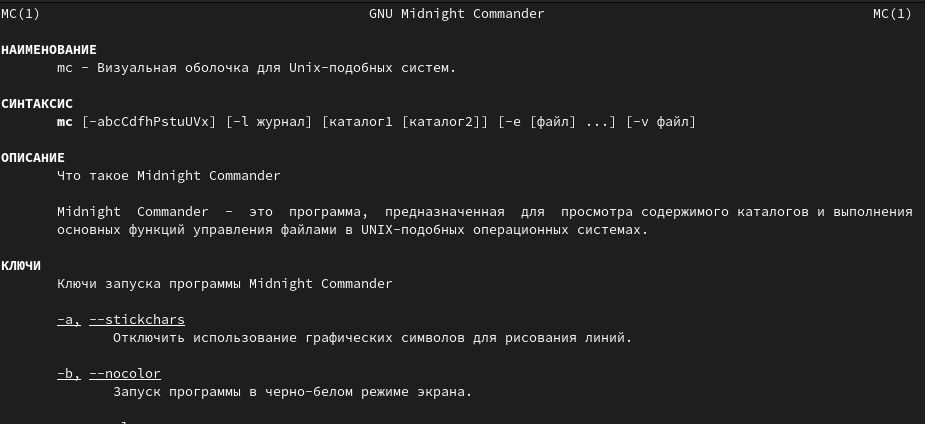 MC(1) GNU Midnight Commander MC(1)
НАИМЕНОВАНИЕ
mc - Визуальная оболочка для Unix-подобных систем.
СИНТАКСИС
mc [-abcCdfhPstuUVx] [-l журнал] [каталог1 [каталог2]] [-e [файл] ...] [-v файл]
ОПИСАНИЕ
Что такое Midnight Commander
Midnight Commander - это программа, предназначенная для просмотра содержимого каталогов и выполнения
основных функций управления файлами в UNIX-подобных операционных системах.
КЛЮЧИ
Ключи запуска программы Midnight Commander
-a, --stickchars
Отключить использование графических символов для рисования линий.
-b, --nocolor
Запуск программы в черно-белом режиме экрана.